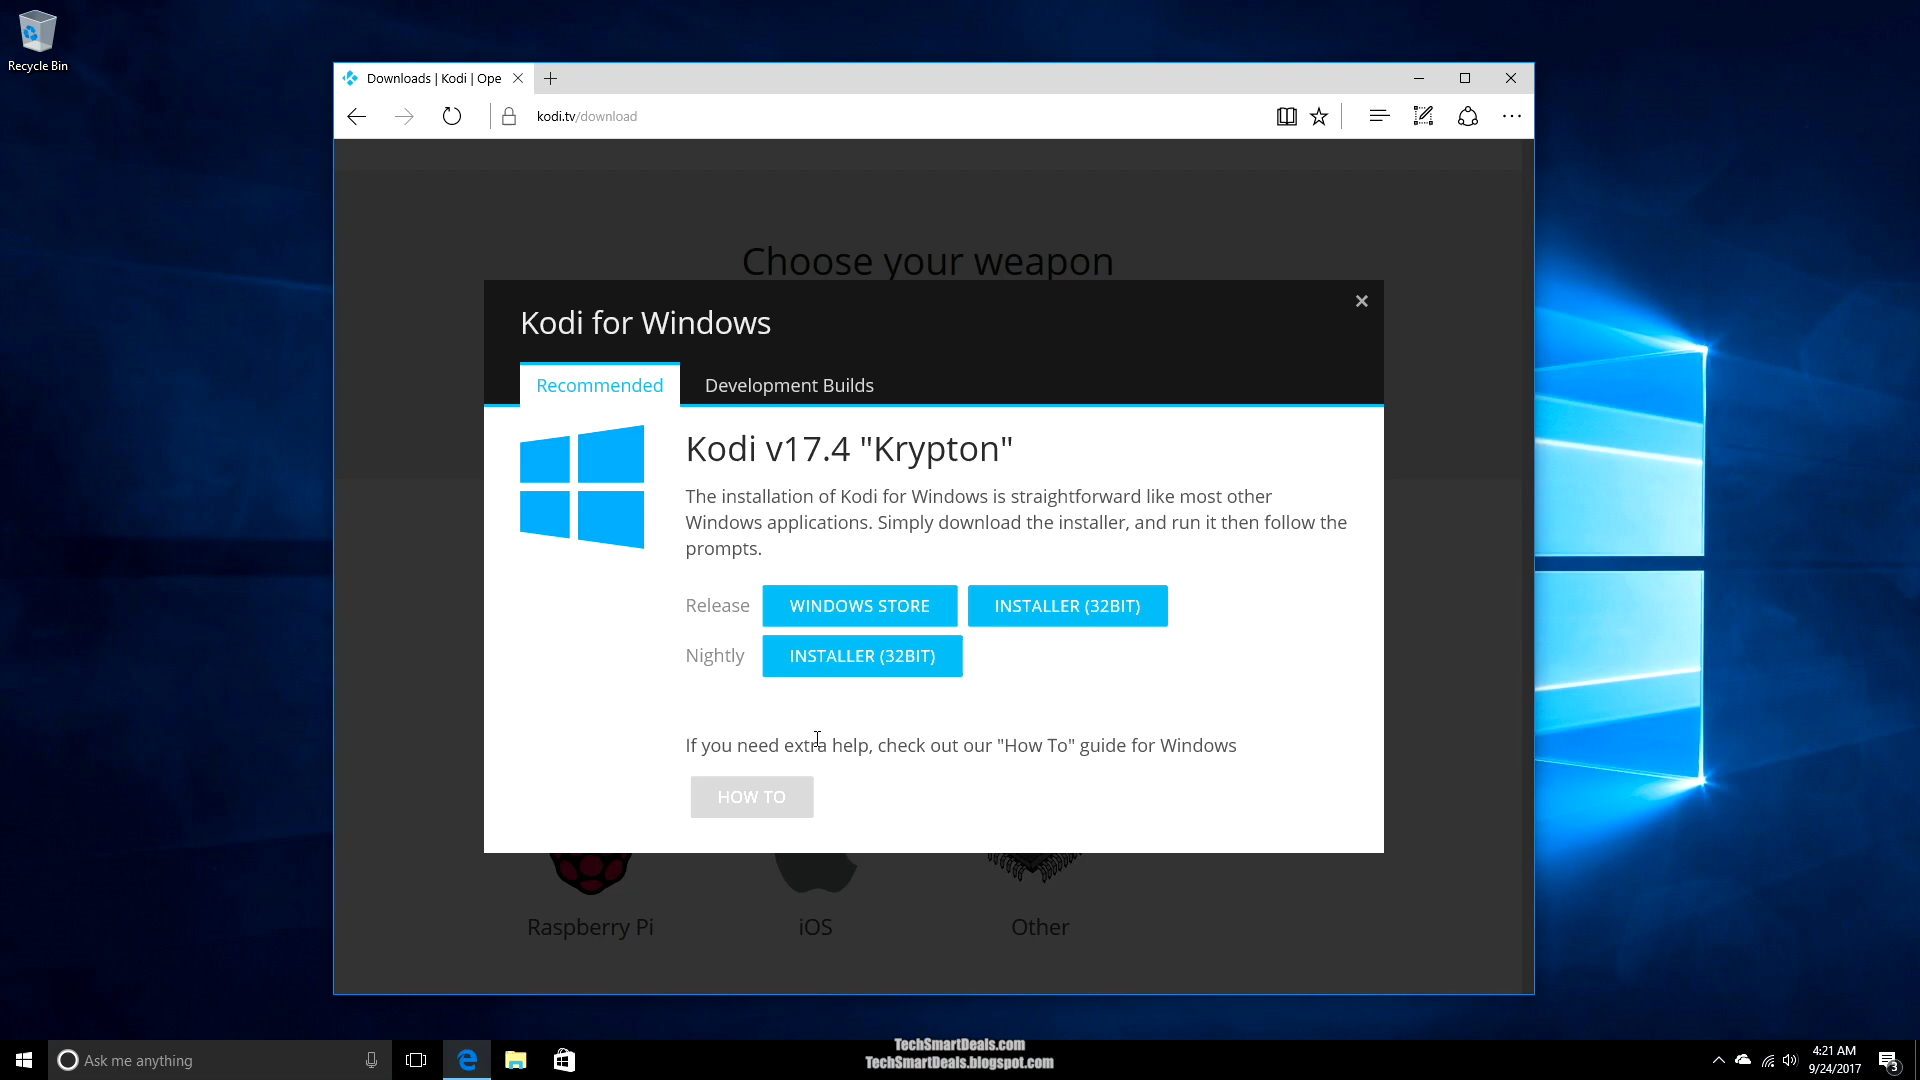 Recycle Bin
Downloads | Kodi | Ope
kodi.tv/download
Choose your weapon
Kodi for Windows
Recommended
Development Builds
Kodi v17.4 "Krypton"
The installation of Kodi for Windows is straightforward like most other
Windows applications. Simply download the installer, and run it then follow the
prompts.
Release
WINDOWS STORE
INSTALLER (32BIT)
Nightly
INSTALLER (32BIT)
If you need extra help, check out our "How To" guide for Windows
HOW TO
Raspberry Pi
iOS
Other
Ask me anything
TechSmartDeals.com
TechSmartDeals.blogspot.com
4:21 AM
9/24/2017
3